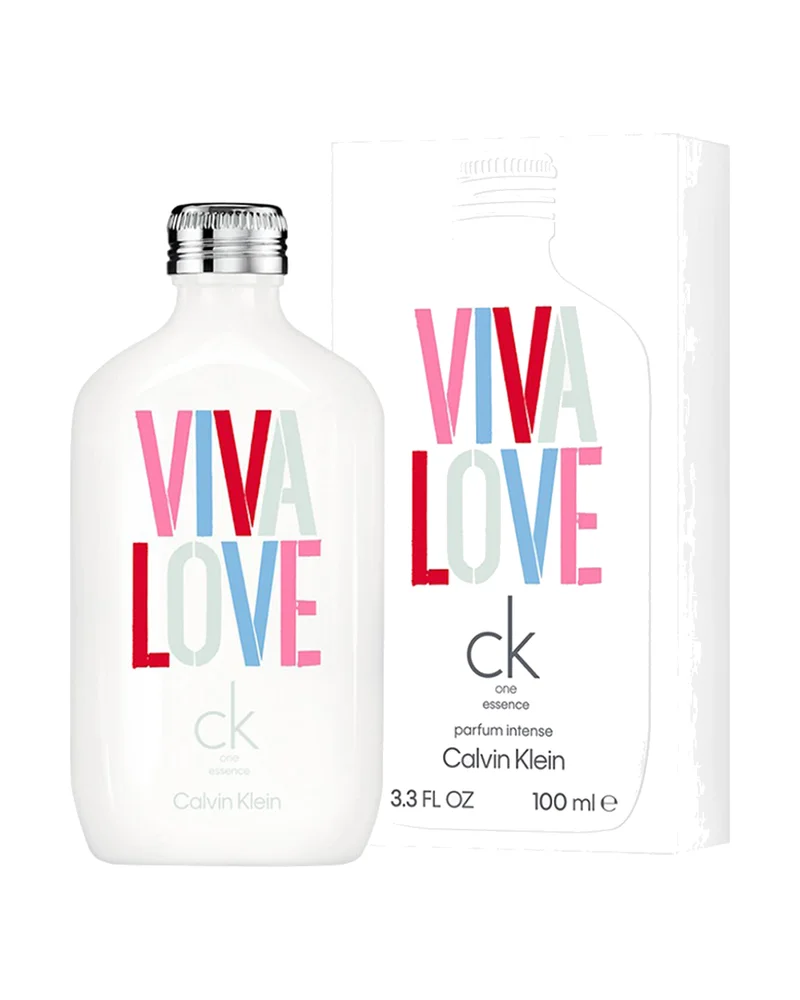 VIVA
LOVE
ck
one
essence
Calvin Klein
VIVA
LOVE
ck
one
essence
parfum intense
Calvin Klein
3.3 FL OZ 100 ml ℮